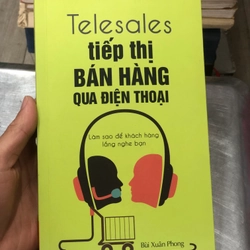 Telesales
tiếp thị
BÁN HÀNG
QUA ĐIỆN THOẠI
Làm sao để khách hàng
lắng nghe bạn
Bùi Xuân Phong